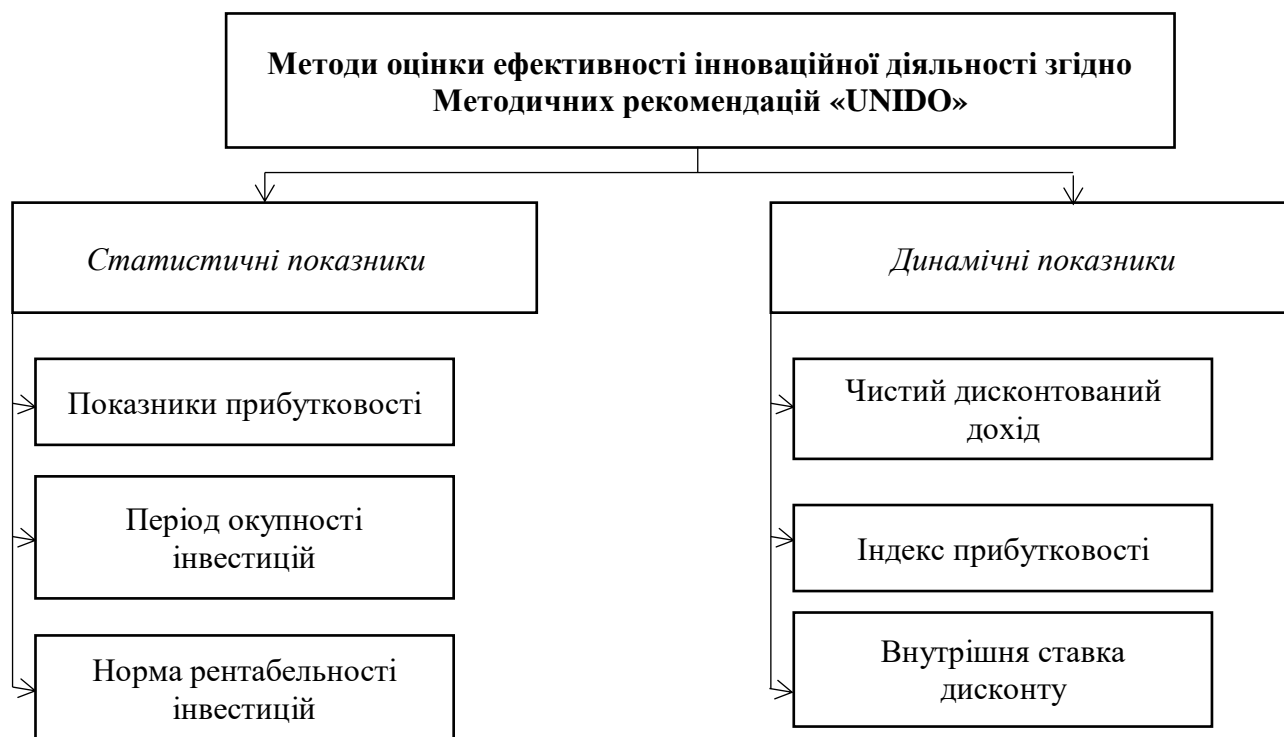 Методи оцінки ефективності інноваційної діяльності згідно
Методичних рекомендацій «UNIDO»
Статистичні показники
Показники прибутковості
Період окупності
інвестицій
Норма рентабельності
інвестицій
Динамічні показники
Чистий дисконтований
дохід
Індекс прибутковості
Внутрішня ставка
дисконту